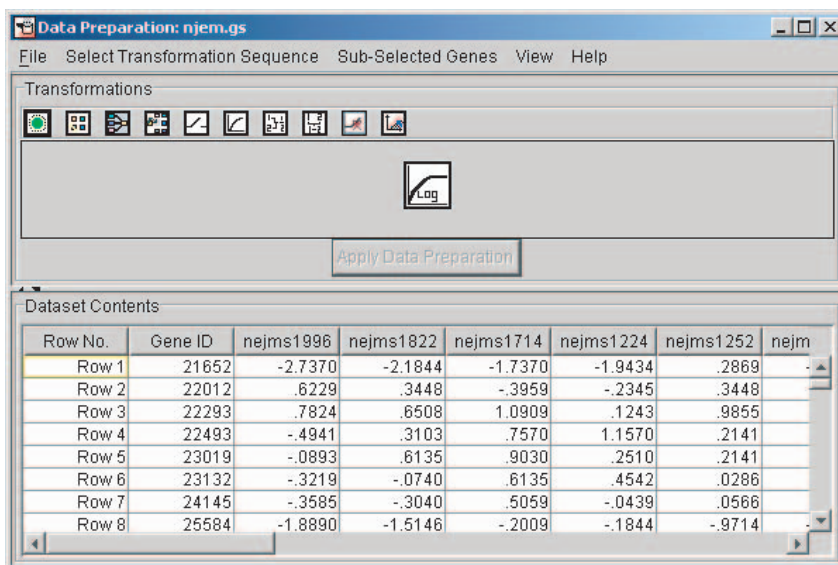 Data Preparation: njem.gs
File Select Transformation Sequence Sub-Selected Genes View Help
Transformations
Log
Apply Data Preparation
Dataset Contents
Row No. Gene ID nejms1996 nejms1822 nejms1714 nejms1224 nejms1252 nejm
Row 1 21652 -2.7370 -2.1844 -1.7370 -1.9434 .2869 -
Row 2 22012 .6229 .3448 -.3959 -.2345 .3448
Row 3 22293 .7824 .6508 1.0909 .1243 .9855
Row 4 22493 -.4941 .3103 .7570 1.1570 .2141
Row 5 23019 -.0893 .6135 .9030 .2510 .2141
Row 6 23132 -.3219 -.0740 .6135 .4542 .0286
Row 7 24145 -.3585 -.3040 .5059 -.0439 .0566
Row 8 25584 -1.8890 -1.5146 -.2009 -.1844 -.9714 -